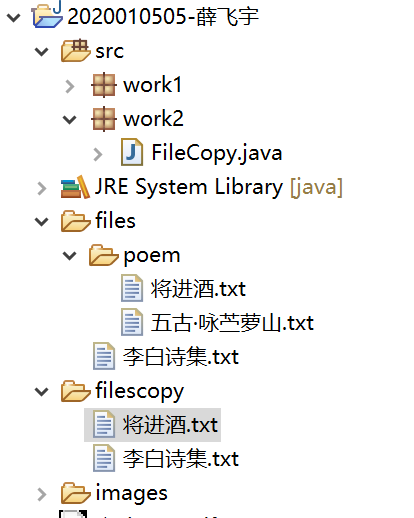 2020010505-薛飞宇
src
work1
work2
FileCopy.java
JRE System Library [java]
files
poem
将进酒.txt
五古·咏苎萝山.txt
李白诗集.txt
filescopy
将进酒.txt
李白诗集.txt
images